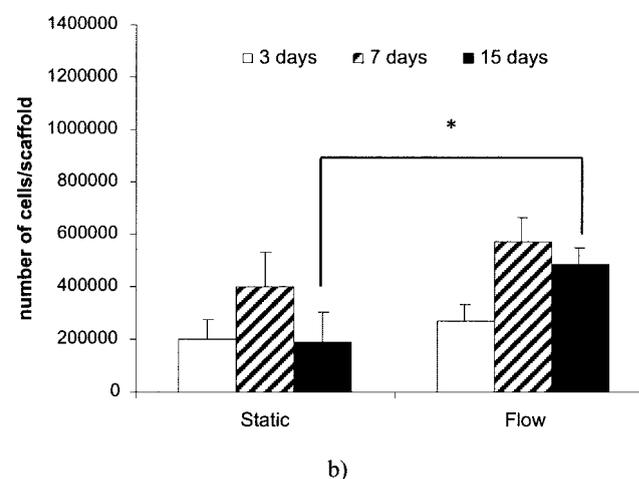 1400000
1200000
1000000
800000
600000
400000
200000
0
number of cells/scaffold
3 days 7 days 15 days
*
Static Flow
b)